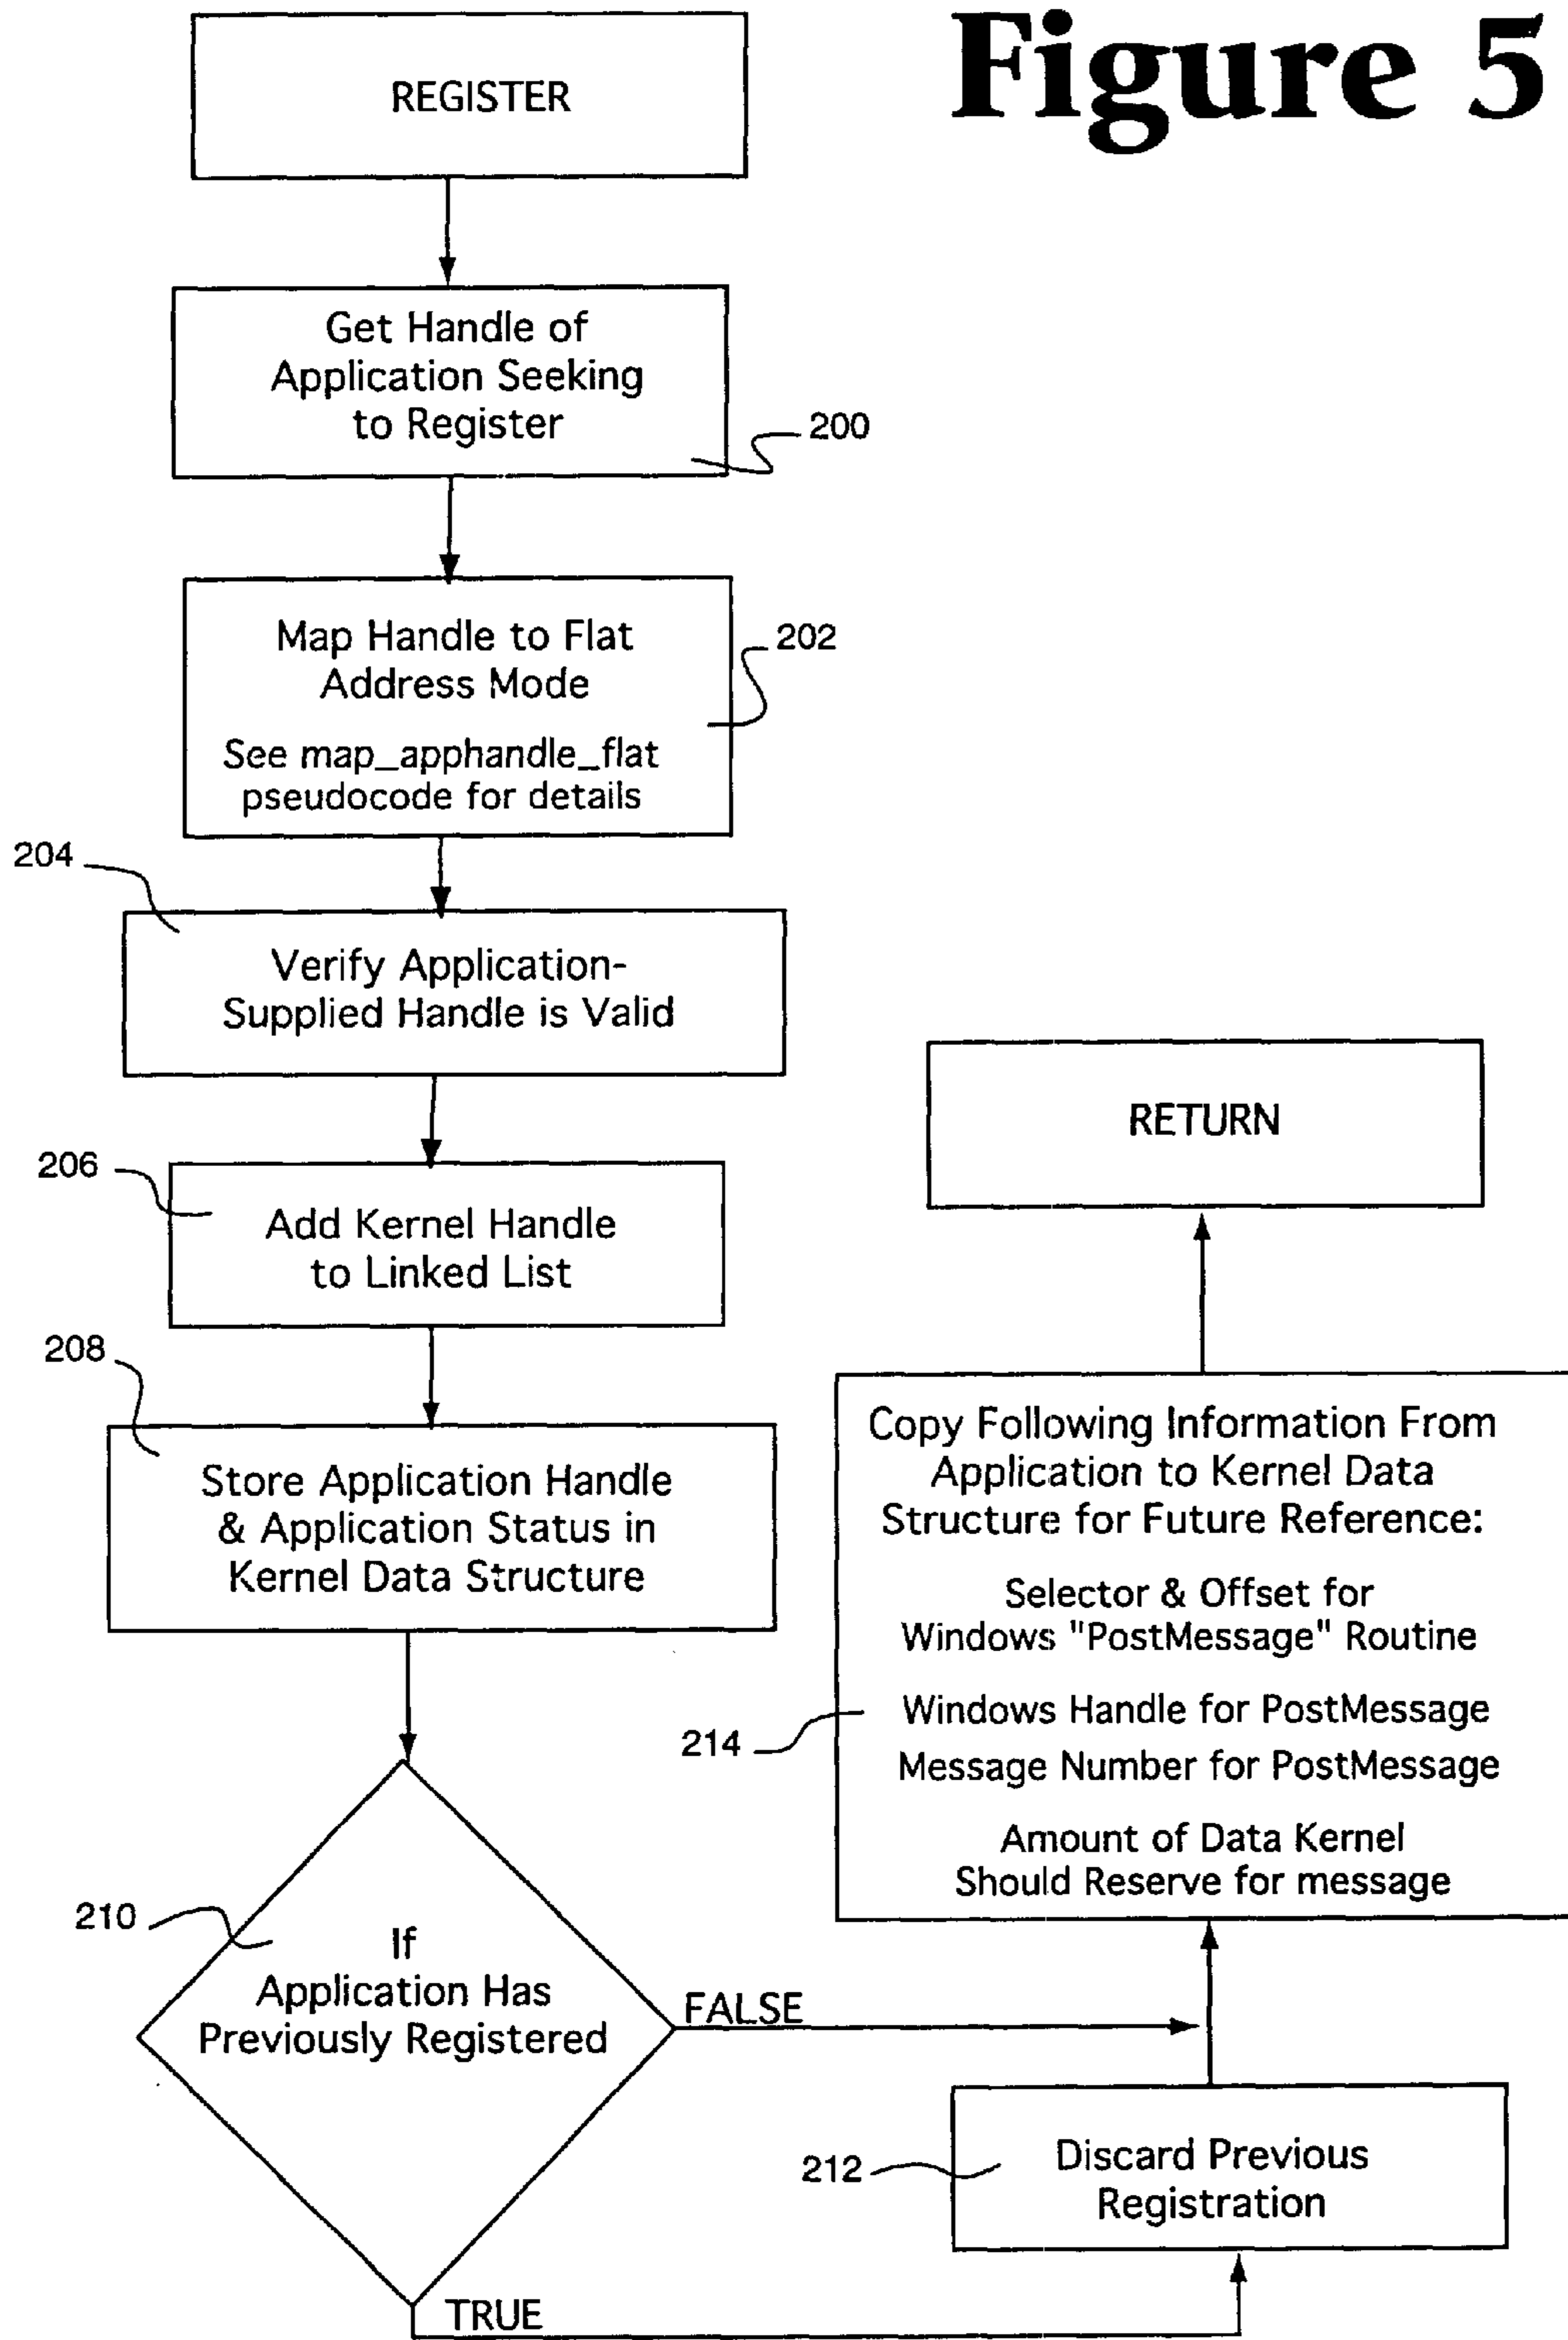 Figure 5
REGISTER
Get Handle of
Application Seeking
to Register
200
Map Handle to Flat
Address Mode
See map_apphandle_flat
pseudocode for details
202
204
Verify Application-
Supplied Handle is Valid
206
Add Kernel Handle
to Linked List
208
Store Application Handle
& Application Status in
Kernel Data Structure
210
If
Application Has
Previously Registered
FALSE
TRUE
212
Discard Previous
Registration
214
Copy Following Information From
Application to Kernel Data
Structure for Future Reference:
Selector & Offset for
Windows "PostMessage" Routine
Windows Handle for PostMessage
Message Number for PostMessage
Amount of Data Kernel
Should Reserve for message
RETURN